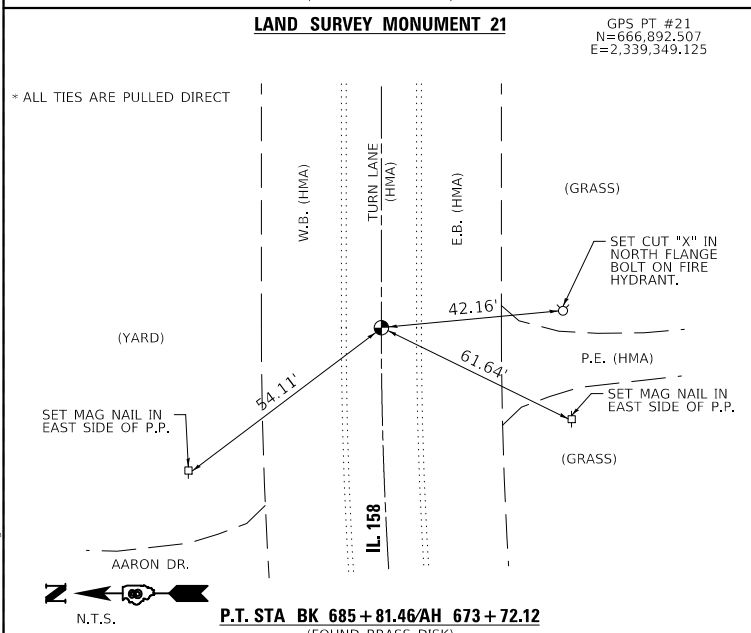 LAND SURVEY MONUMENT 21
GPS PT #21
N=666,892.507
E=2,339,349.125
* ALL TIES ARE PULLED DIRECT
W.B. (HMA)
TURN LANE
(HMA)
E.B. (HMA)
(GRASS)
SET CUT "X" IN
NORTH FLANGE
BOLT ON FIRE
HYDRANT.
42.16'
(YARD)
P.E. (HMA)
61.64'
54.11'
SET MAG NAIL IN
EAST SIDE OF P.P.
SET MAG NAIL IN
EAST SIDE OF P.P.
(GRASS)
IL. 158
AARON DR.
N
N.T.S.
P.T. STA BK 685+81.46/AH 673+72.12
(FOUND BRASS DISK)